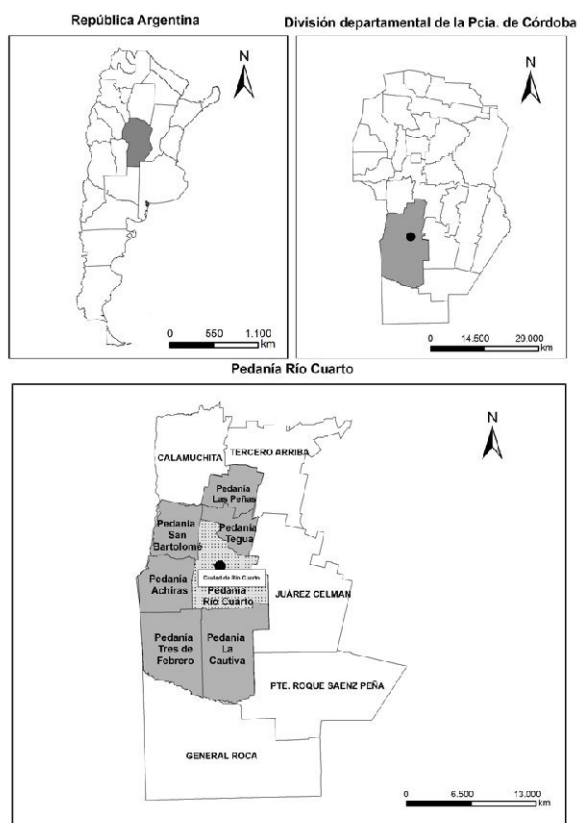 República Argentina
División departamental de la Pcia. de Córdoba
N
0 550 1.100
km
N
0 14.500 29.000
km
Pedanía Río Cuarto
N
CALAMUCHITA
TERCERO ARRIBA
Pedanía
Las Peñas
Pedanía
San
Bartolomé
Pedanía
Tegua
Ciudad de Río Cuarto
Pedanía
Achiras
Pedanía
Río Cuarto
JUÁREZ CELMAN
Pedanía
Tres de
Febrero
Pedanía
La
Cautiva
PTE. ROQUE SAENZ PEÑA
GENERAL ROCA
0 6.500 13.000
km